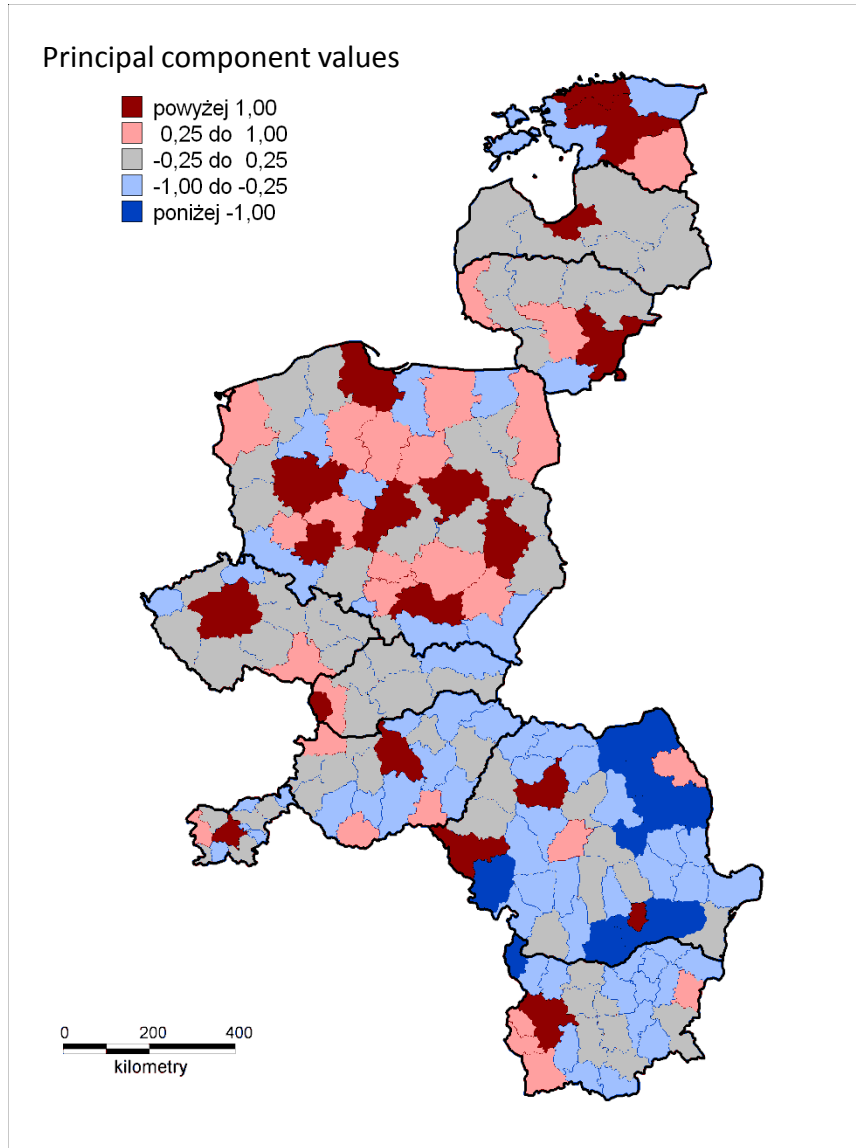 Principal component values
powyżej 1,00
0,25 do 1,00
-0,25 do 0,25
-1,00 do -0,25
poniżej -1,00
0 200 400
kilometry